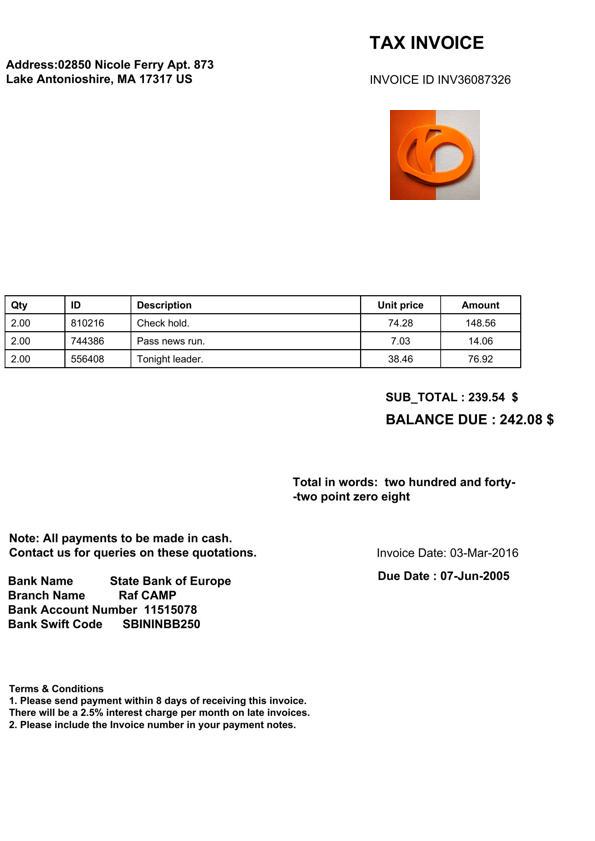 TAX INVOICE
Address:02850 Nicole Ferry Apt. 873
Lake Antonioshire, MA 17317 US
INVOICE ID INV36087326
Qty ID Description Unit price Amount
2.00 810216 Check hold. 74.28 148.56
2.00 744386 Pass news run. 7.03 14.06
2.00 556408 Tonight leader. 38.46 76.92
SUB_TOTAL : 239.54 $
BALANCE DUE : 242.08 $
Total in words: two hundred and forty-
-two point zero eight
Note: All payments to be made in cash.
Contact us for queries on these quotations.
Invoice Date: 03-Mar-2016
Due Date : 07-Jun-2005
Bank Name State Bank of Europe
Branch Name Raf CAMP
Bank Account Number 11515078
Bank Swift Code SBININBB250
Terms & Conditions
1. Please send payment within 8 days of receiving this invoice.
There will be a 2.5% interest charge per month on late invoices.
2. Please include the Invoice number in your payment notes.